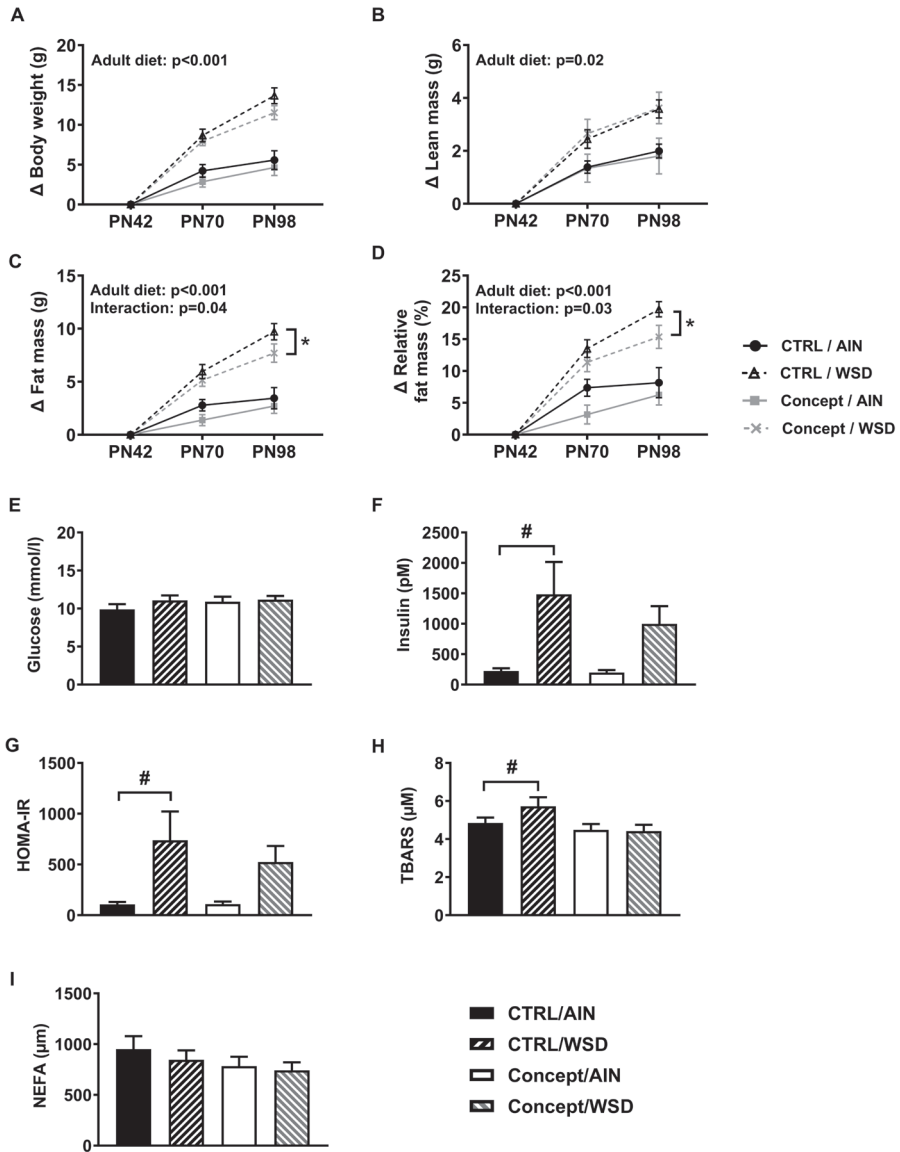 A
Δ Body weight (g)
20
15
10
5
0
Adult diet: p<0.001
PN42 PN70 PN98
B
Δ Lean mass (g)
6
4
2
0
Adult diet: p=0.02
PN42 PN70 PN98
C
Δ Fat mass (g)
15
10
5
0
Adult diet: p<0.001
Interaction: p=0.04
*
PN42 PN70 PN98
D
Δ Relative
fat mass (%)
25
20
15
10
5
0
Adult diet: p<0.001
Interaction: p=0.03
*
PN42 PN70 PN98
CTRL / AIN
CTRL / WSD
Concept / AIN
Concept / WSD
E
Glucose (mmol/l)
20
15
10
5
0
F
Insulin (pM)
2500
2000
1500
1000
500
0
#
G
HOMA-IR
1500
1000
500
0
#
H
TBARS (µM)
8
6
4
2
0
#
I
NEFA (µm)
1500
1000
500
0
CTRL/AIN
CTRL/WSD
Concept/AIN
Concept/WSD